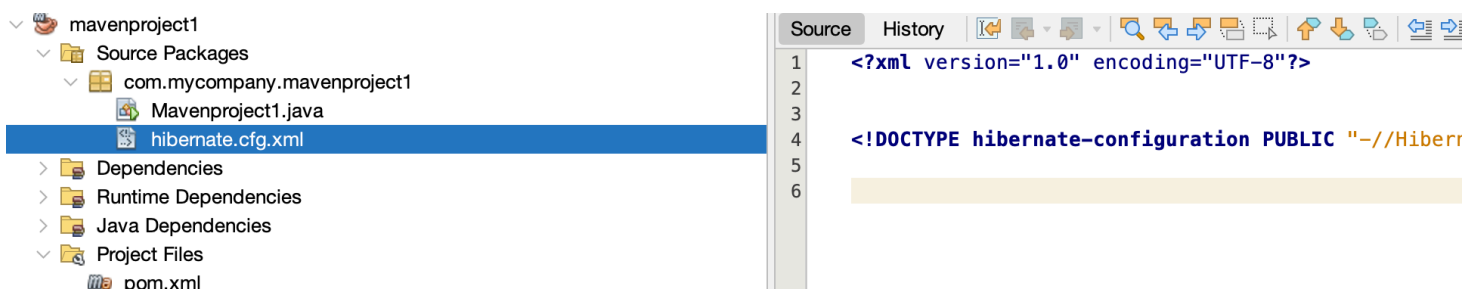 mavenproject1
Source Packages
com.mycompany.mavenproject1
Mavenproject1.java
hibernate.cfg.xml
Dependencies
Runtime Dependencies
Java Dependencies
Project Files
pom.xml
Source History
1 <?xml version="1.0" encoding="UTF-8"?>
2
3
4 <!DOCTYPE hibernate-configuration PUBLIC "-//Hibern
5
6